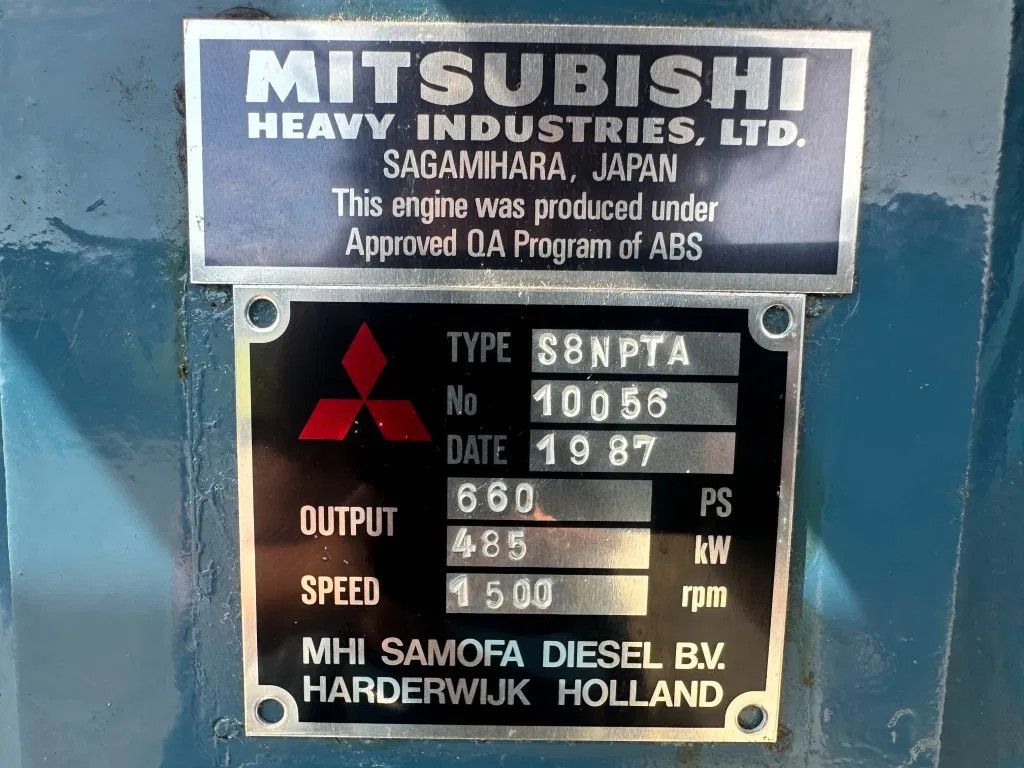 MITSUBISHI
HEAVY INDUSTRIES, LTD.
SAGAMIHARA, JAPAN
This engine was produced under
Approved QA Program of ABS
TYPE S8NPTA
No 10056
DATE 1987
OUTPUT 660 PS
485 kW
SPEED 1500 rpm
MHI SAMOFA DIESEL B.V.
HARDERWIJK HOLLAND